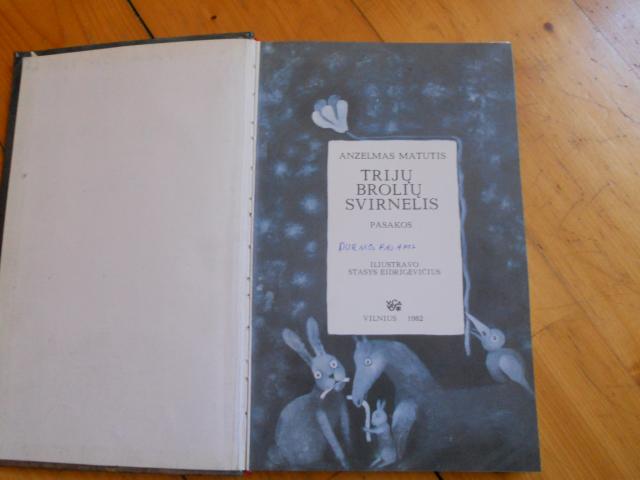 ANZELMAS MATUTIS
TRIJŲ
BROLIŲ
SVIRNELIS
PASAKOS
ILIUSTRAVO
STASYS EIDRIGEVIČIUS
VILNIUS 1982